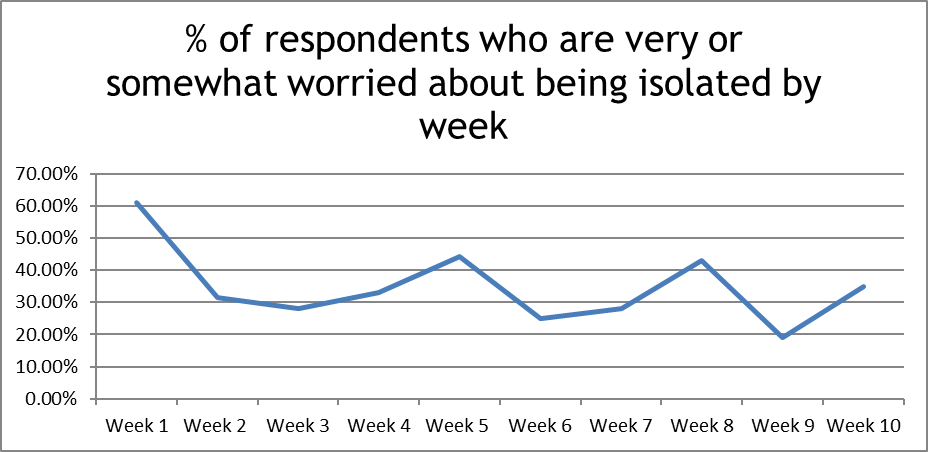 % of respondents who are very or
somewhat worried about being isolated by
week
70.00%
60.00%
50.00%
40.00%
30.00%
20.00%
10.00%
0.00%
Week 1 Week 2 Week 3 Week 4 Week 5 Week 6 Week 7 Week 8 Week 9 Week 10